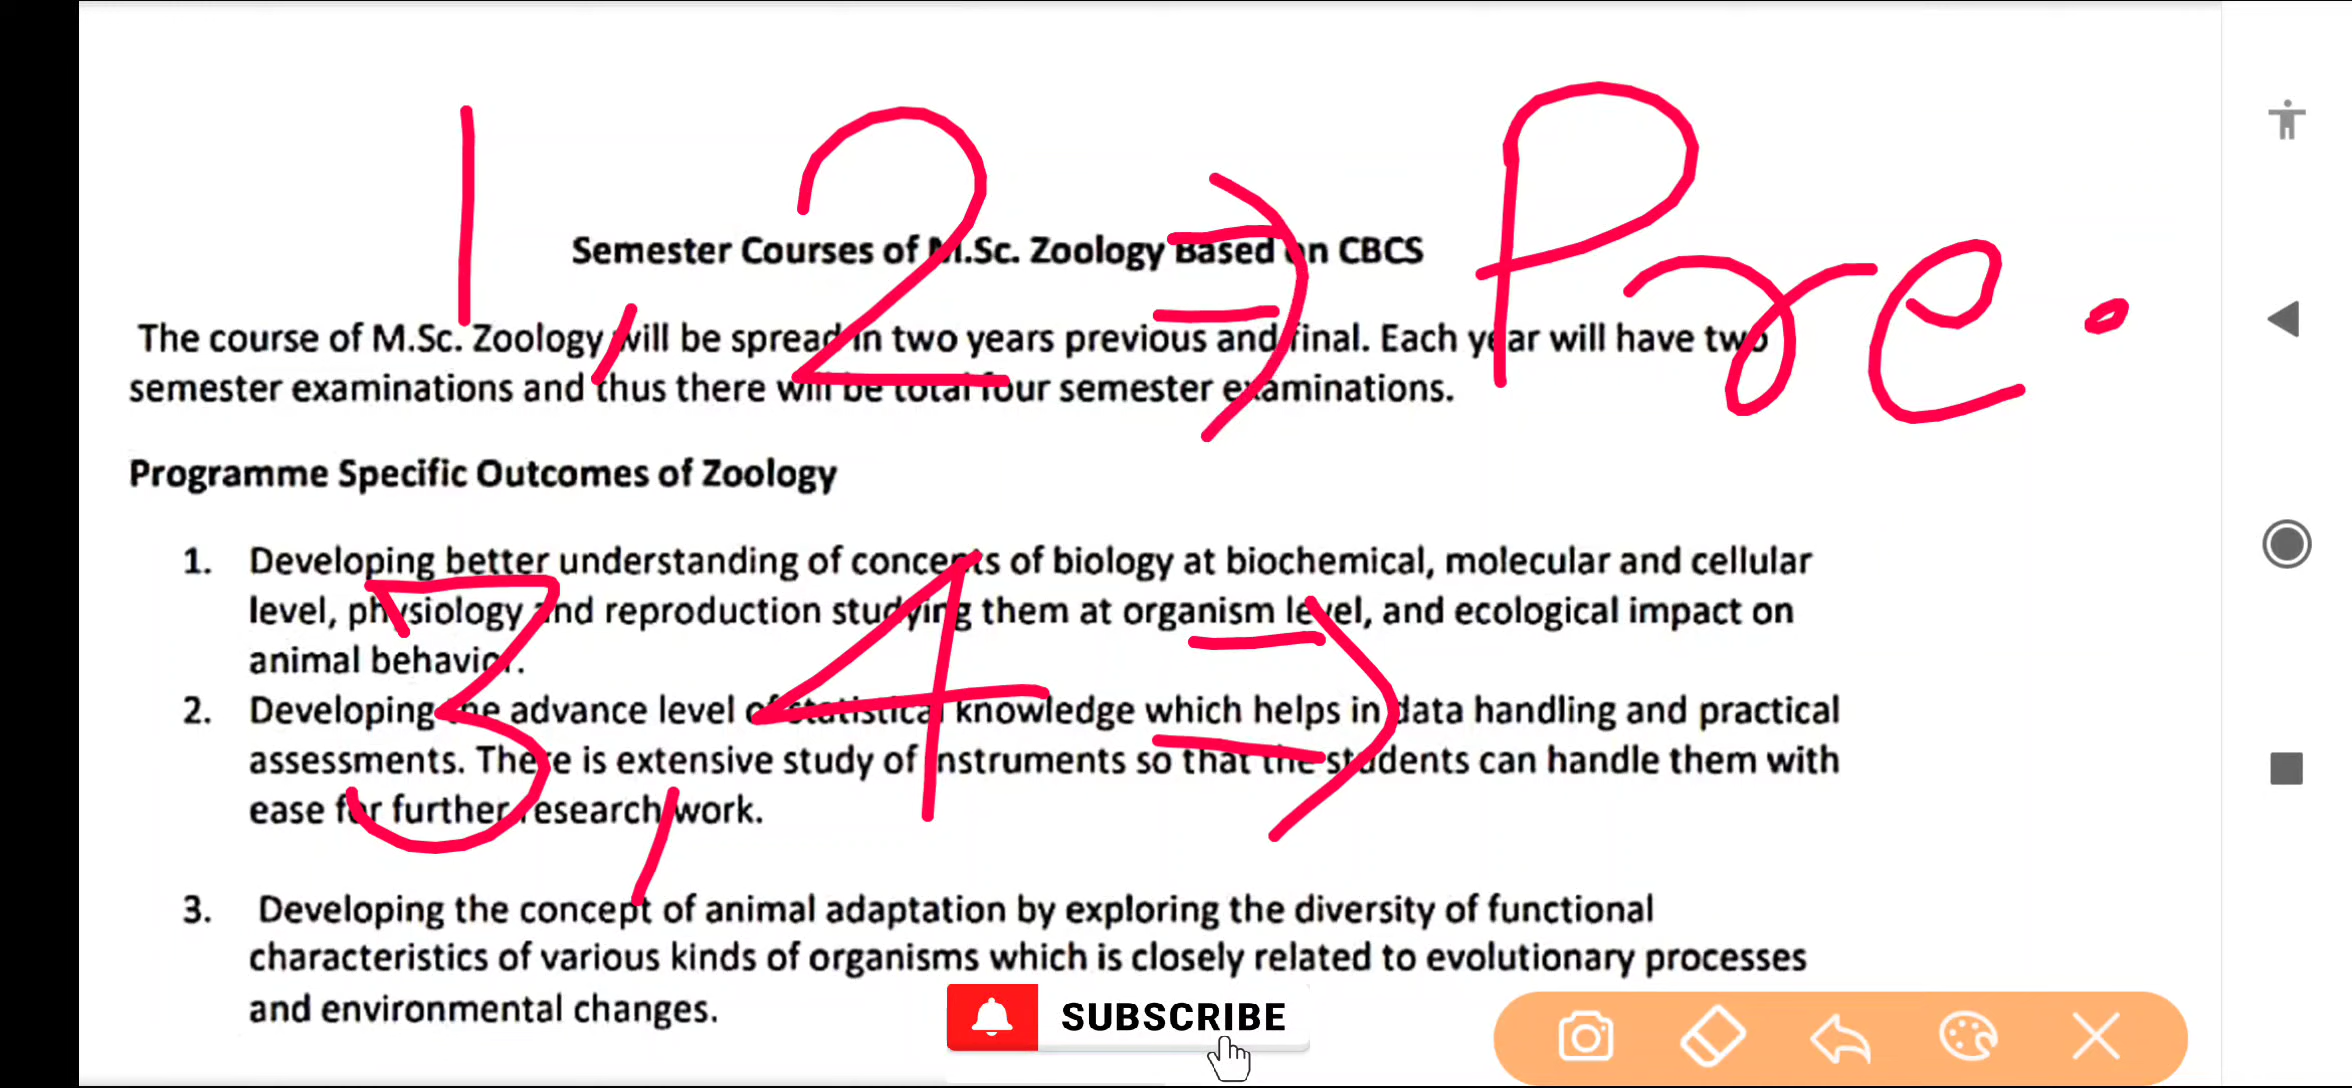 1, 2 ⇒ Pre.
Semester Courses of M.Sc. Zoology Based on CBCS
The course of M.Sc. Zoology will be spread in two years previous and final. Each year will have two
semester examinations and thus there will be total four semester examinations.
Programme Specific Outcomes of Zoology
1. Developing better understanding of concepts of biology at biochemical, molecular and cellular
level, physiology and reproduction studying them at organism level, and ecological impact on
animal behavior.
3, 4 ⇒
2. Developing the advance level of statistical knowledge which helps in data handling and practical
assessments. There is extensive study of instruments so that the students can handle them with
ease for further research work.
3. Developing the concept of animal adaptation by exploring the diversity of functional
characteristics of various kinds of organisms which is closely related to evolutionary processes
and environmental changes.
SUBSCRIBE